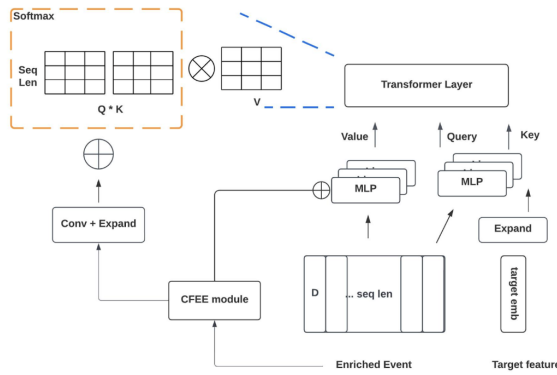 Softmax
Seq
Len
Q * K
V
Transformer Layer
Value
Query
Key
MLP
MLP
Conv + Expand
Expand
D
... seq len
target emb
CFEE module
Enriched Event
Target feature